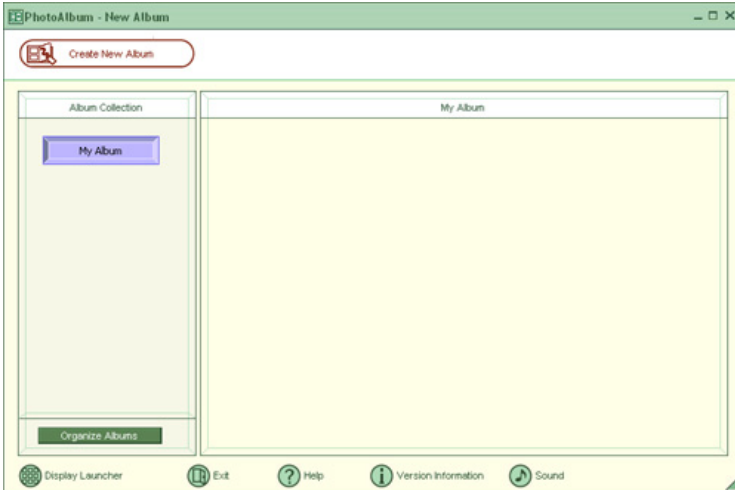 PhotoAlbum - New Album
Create New Album
Album Collection
My Album
My Album
Organize Albums
Display Launcher
Exit
Help
Version Information
Sound